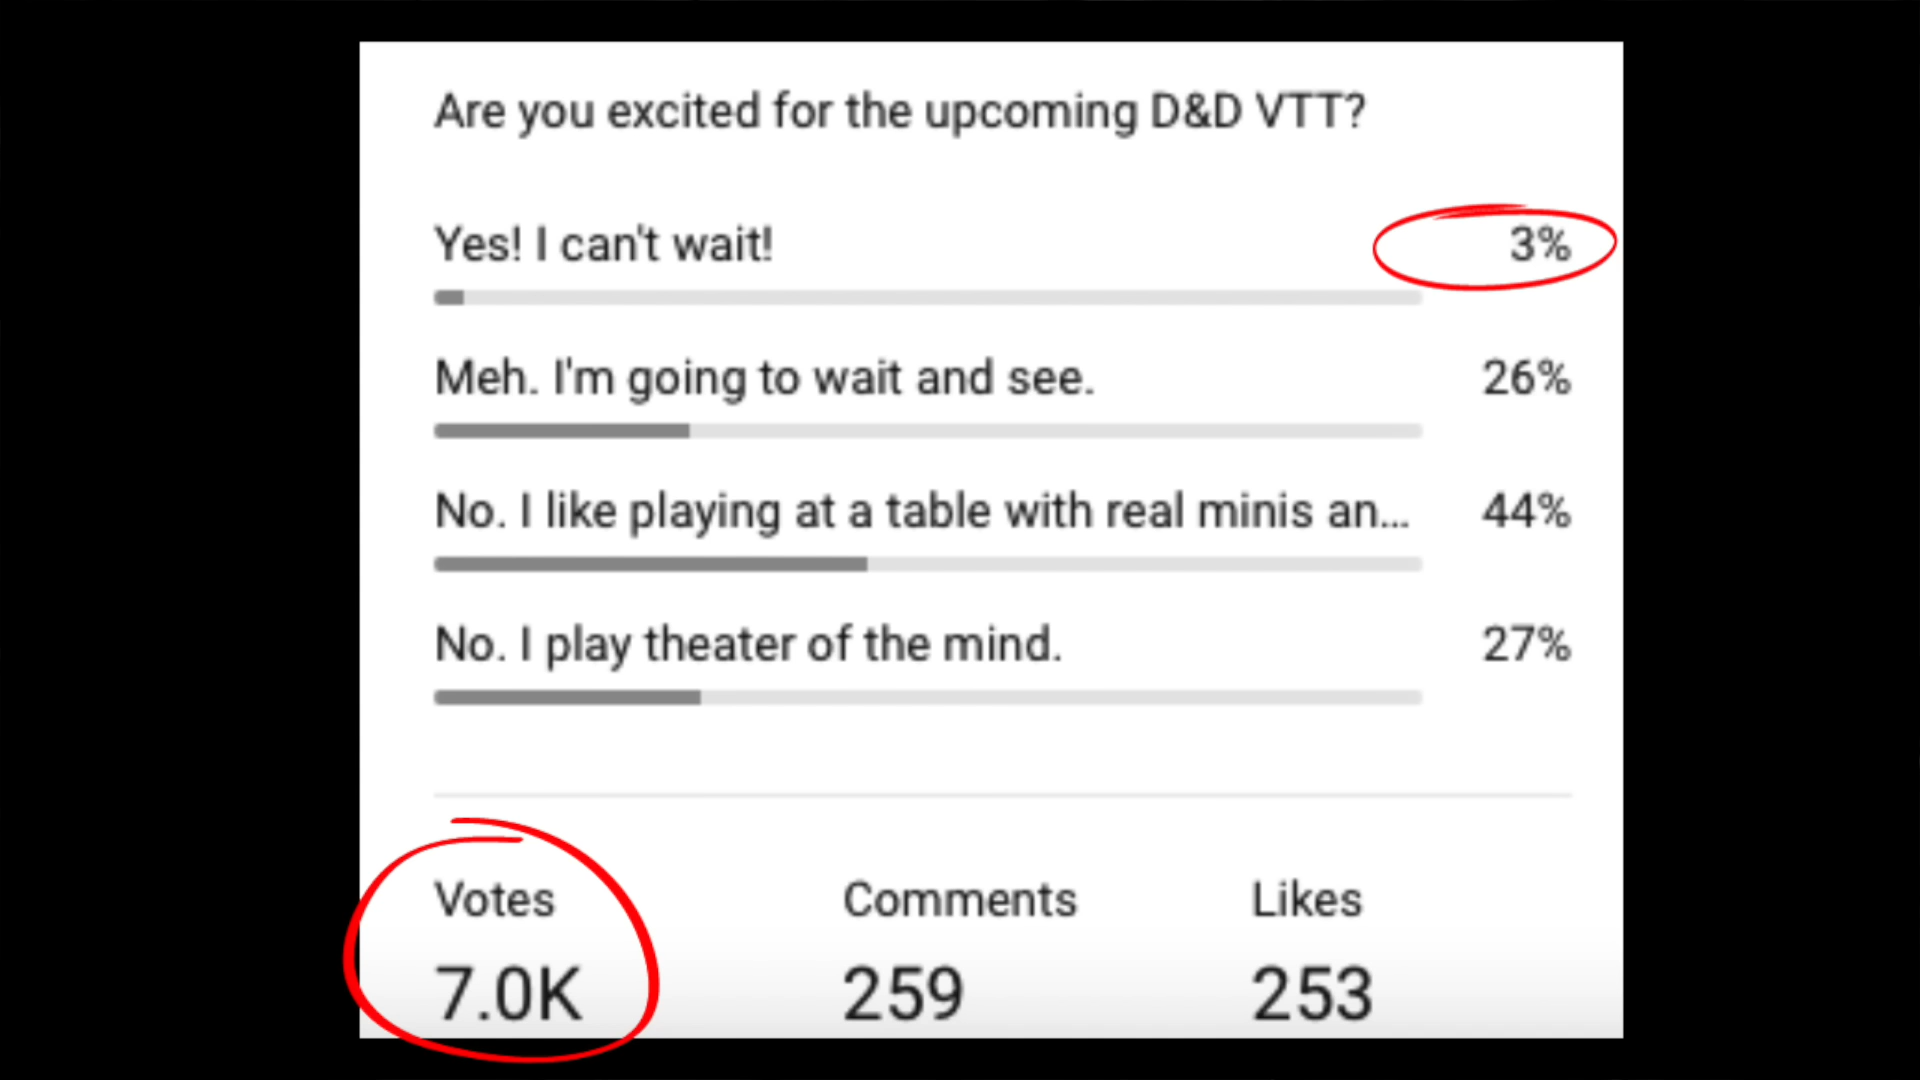 Are you excited for the upcoming D&D VTT?
Yes! I can't wait!
3%
Meh. I'm going to wait and see.
26%
No. I like playing at a table with real minis an...
44%
No. I play theater of the mind.
27%
Votes
Comments
Likes
7.0K
259
253